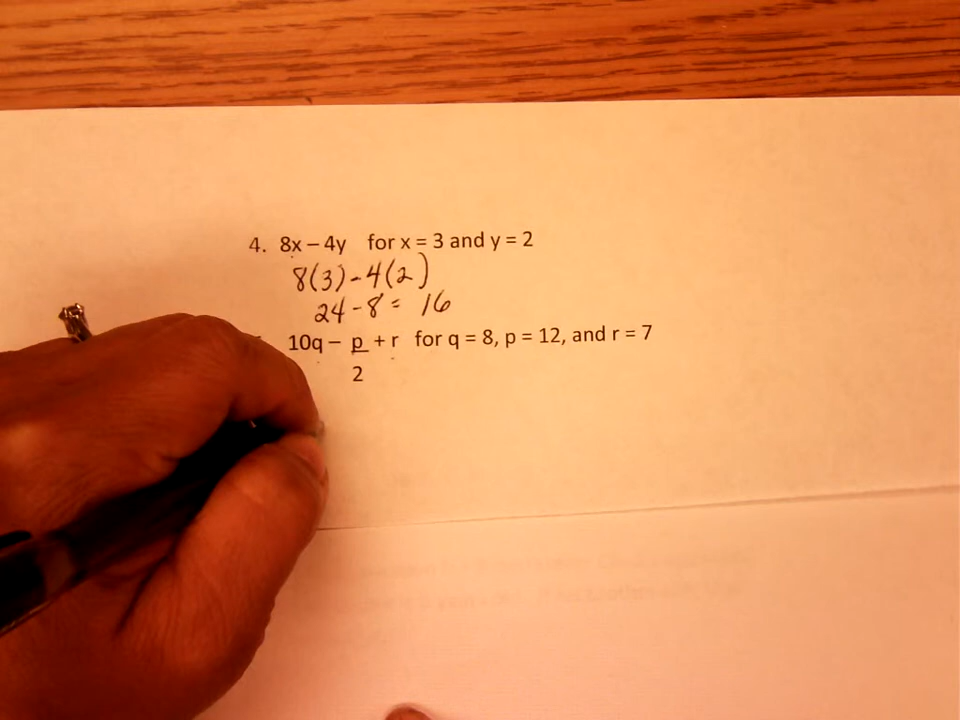 4. 8x – 4y for x = 3 and y = 2
8(3) - 4(2)
24 - 8 = 16
10q – p + r for q = 8, p = 12, and r = 7
2